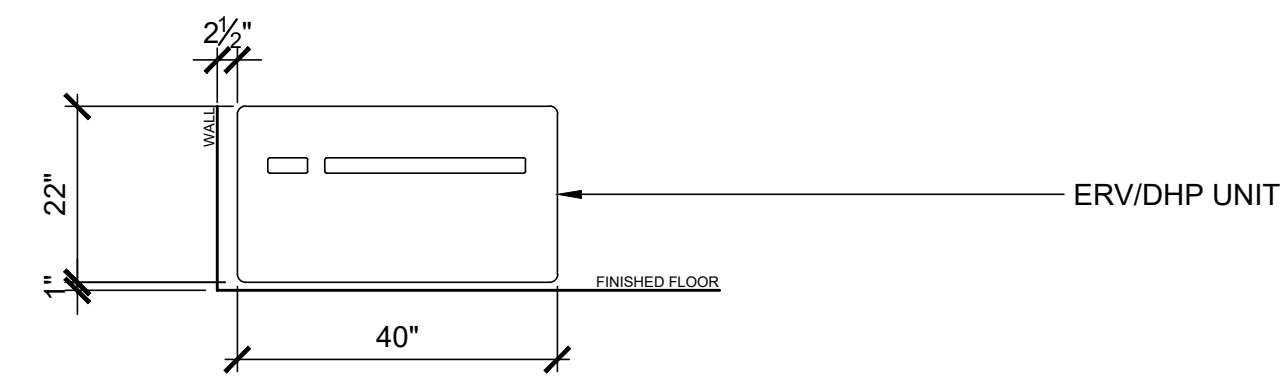 2½"
WALL
22"
ERV/DHP UNIT
1"
FINISHED FLOOR
40"